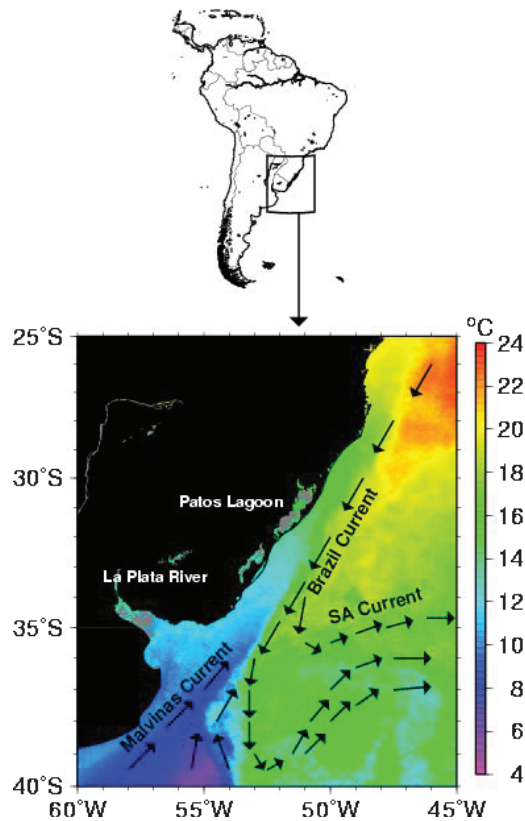 °C
25°S
30°S
35°S
40°S
60°W
55°W
50°W
45°W
24
22
20
18
16
14
12
10
8
6
4
Patos Lagoon
La Plata River
Brazil Current
SA Current
Malvinas Current